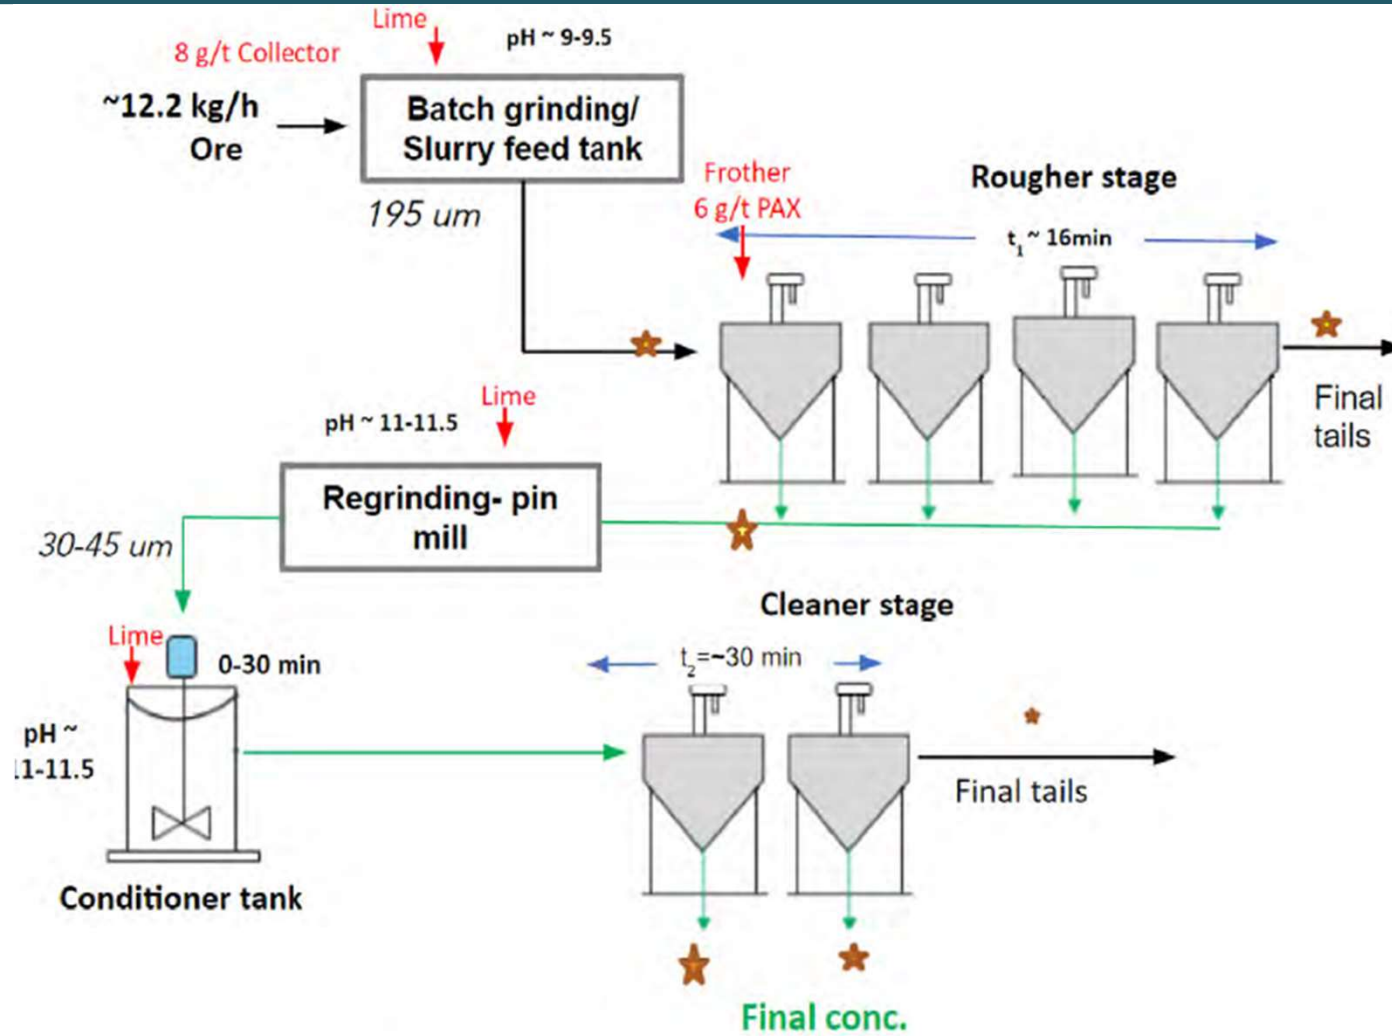 Lime
pH ~ 9-9.5
8 g/t Collector
~12.2 kg/h
Ore
Batch grinding/
Slurry feed tank
195 um
Frother
6 g/t PAX
Rougher stage
t1 ~ 16min
Final
tails
Lime
pH ~ 11-11.5
Regrinding- pin
mill
30-45 um
Cleaner stage
Lime
0-30 min
t2=~30 min
pH ~
11-11.5
Final tails
Conditioner tank
Final conc.